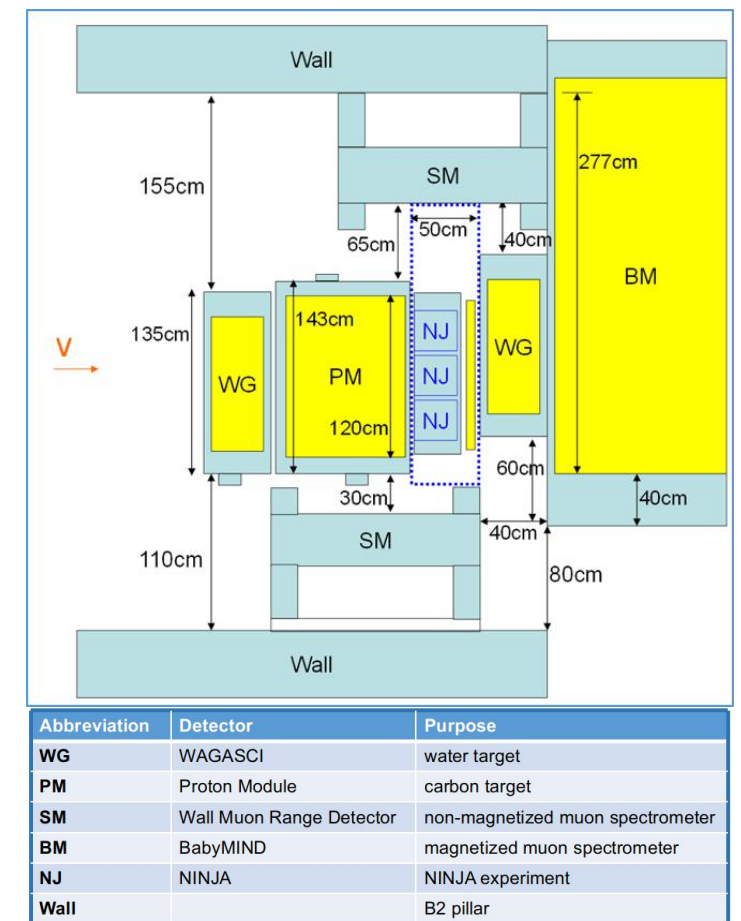 Wall
277cm
SM
155cm
50cm
65cm
40cm
BM
143cm
135cm
NJ
ν
WG
PM
NJ
WG
120cm
NJ
60cm
30cm
40cm
SM
40cm
110cm
80cm
Wall
Abbreviation Detector Purpose
WG WAGASCI water target
PM Proton Module carbon target
SM Wall Muon Range Detector non-magnetized muon spectrometer
BM BabyMIND magnetized muon spectrometer
NJ NINJA NINJA experiment
Wall B2 pillar